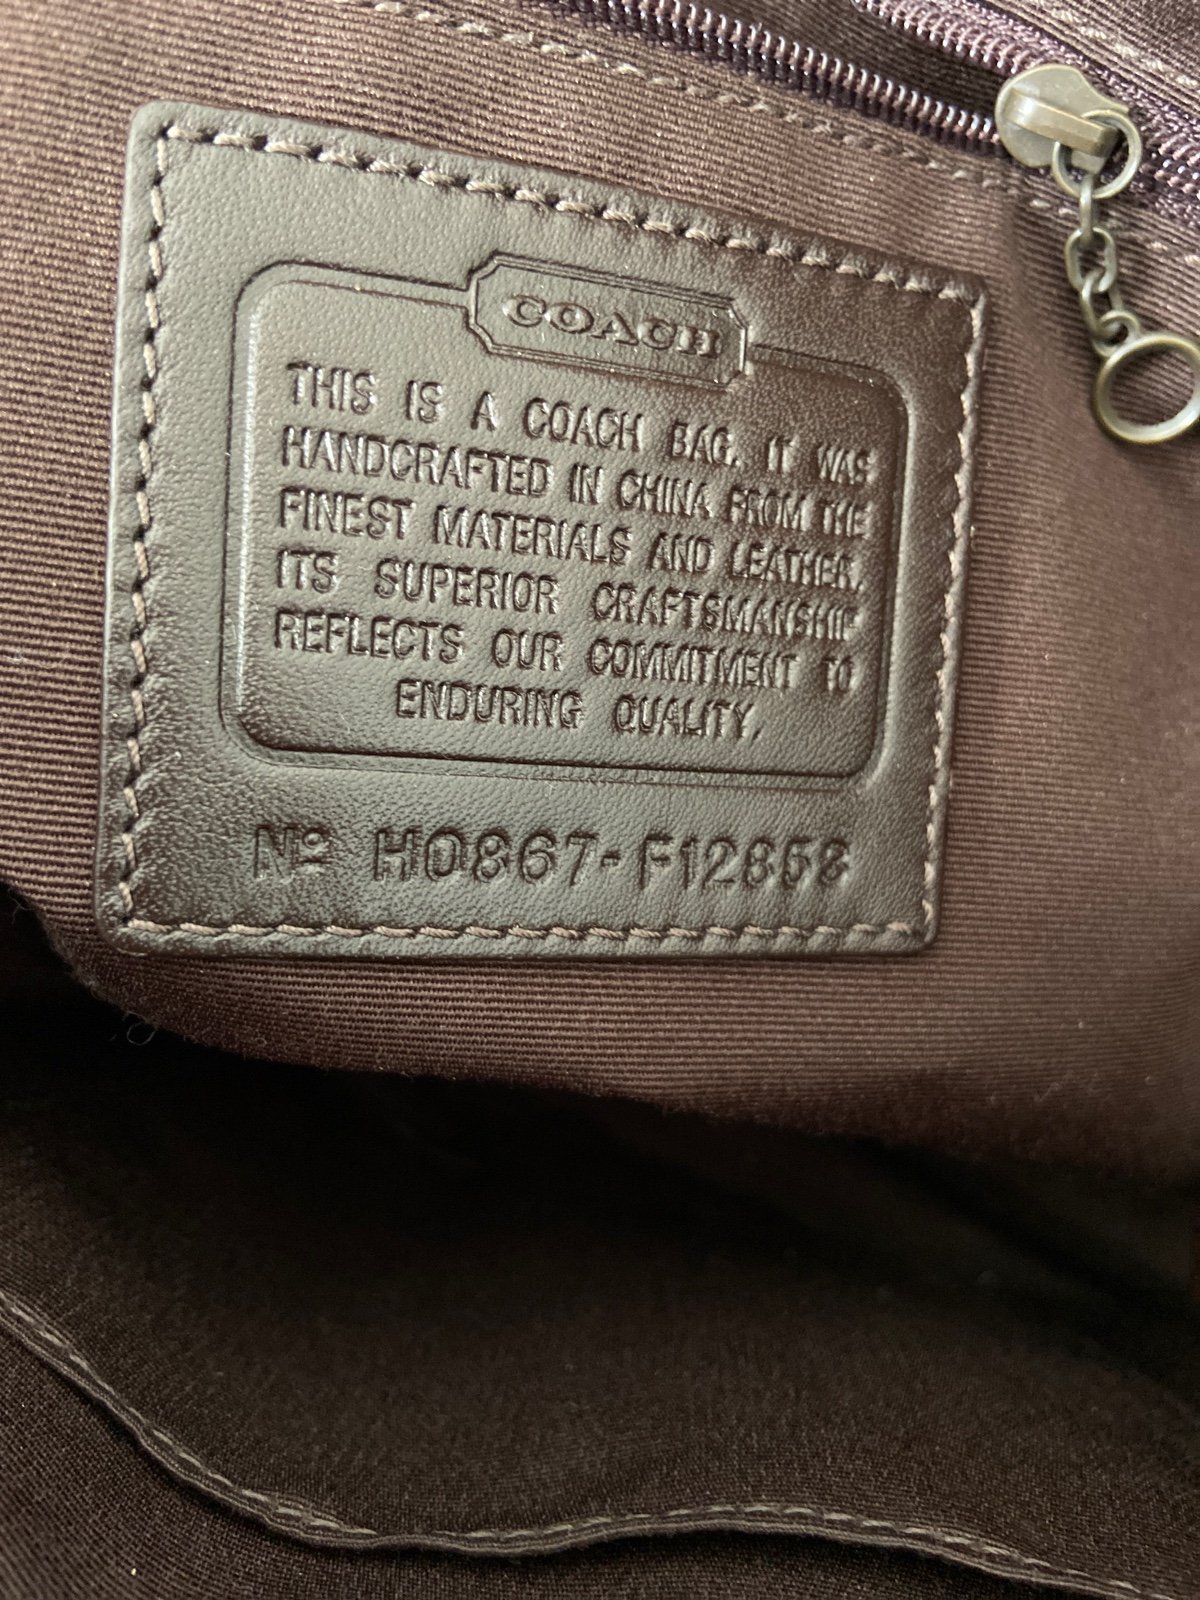 COACH
THIS IS A COACH BAG. IT WAS
HANDCRAFTED IN CHINA FROM THE
FINEST MATERIALS AND LEATHER.
ITS SUPERIOR CRAFTSMANSHIP
REFLECTS OUR COMMITMENT TO
ENDURING QUALITY.
Nº H0867-F12858